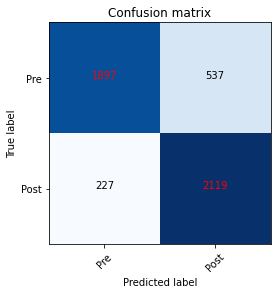 Confusion matrix
True label
Pre
1897
537
Post
227
2119
Pre
Post
Predicted label